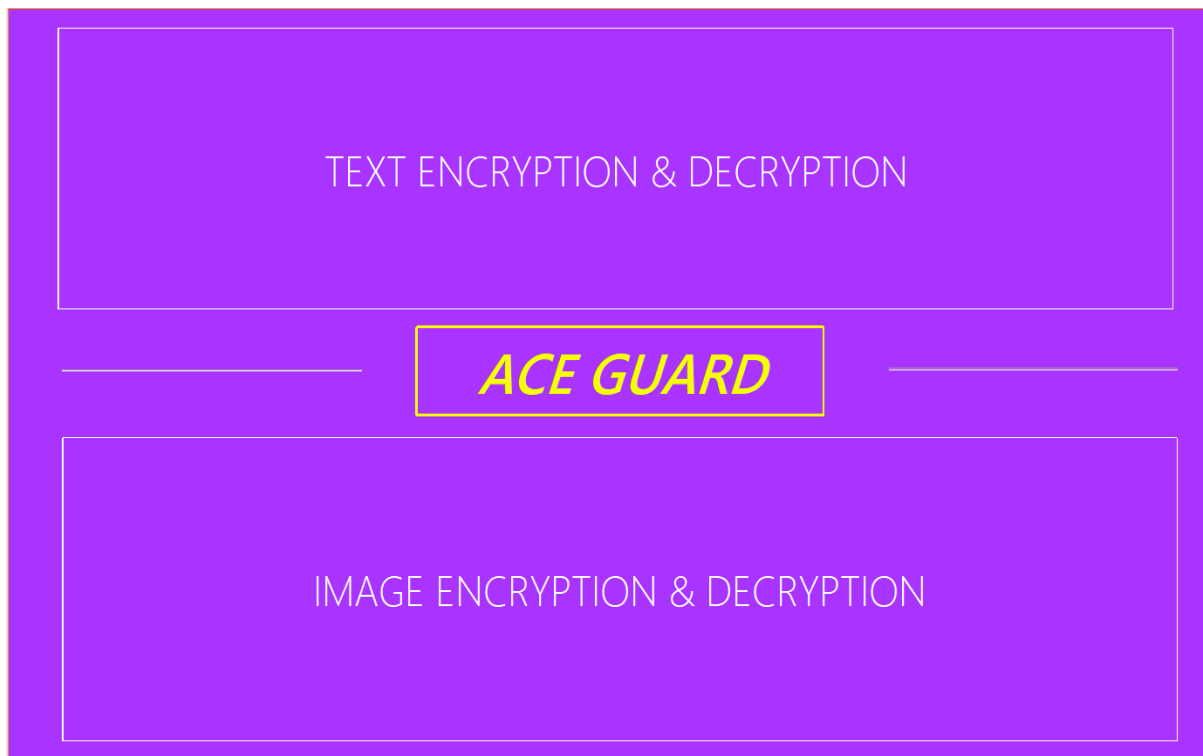 TEXT ENCRYPTION & DECRYPTION
ACE GUARD
IMAGE ENCRYPTION & DECRYPTION